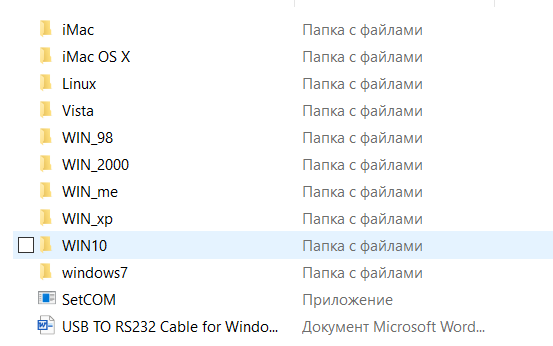 iMac Папка с файлами
iMac OS X Папка с файлами
Linux Папка с файлами
Vista Папка с файлами
WIN_98 Папка с файлами
WIN_2000 Папка с файлами
WIN_me Папка с файлами
WIN_xp Папка с файлами
WIN10 Папка с файлами
windows7 Папка с файлами
SetCOM Приложение
USB TO RS232 Cable for Windo... Документ Microsoft Word...